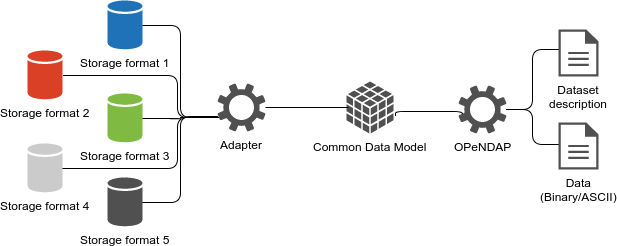 Storage format 1
Storage format 2
Storage format 3
Storage format 4
Storage format 5
Adapter
Common Data Model
OPeNDAP
Dataset
description
Data
(Binary/ASCII)